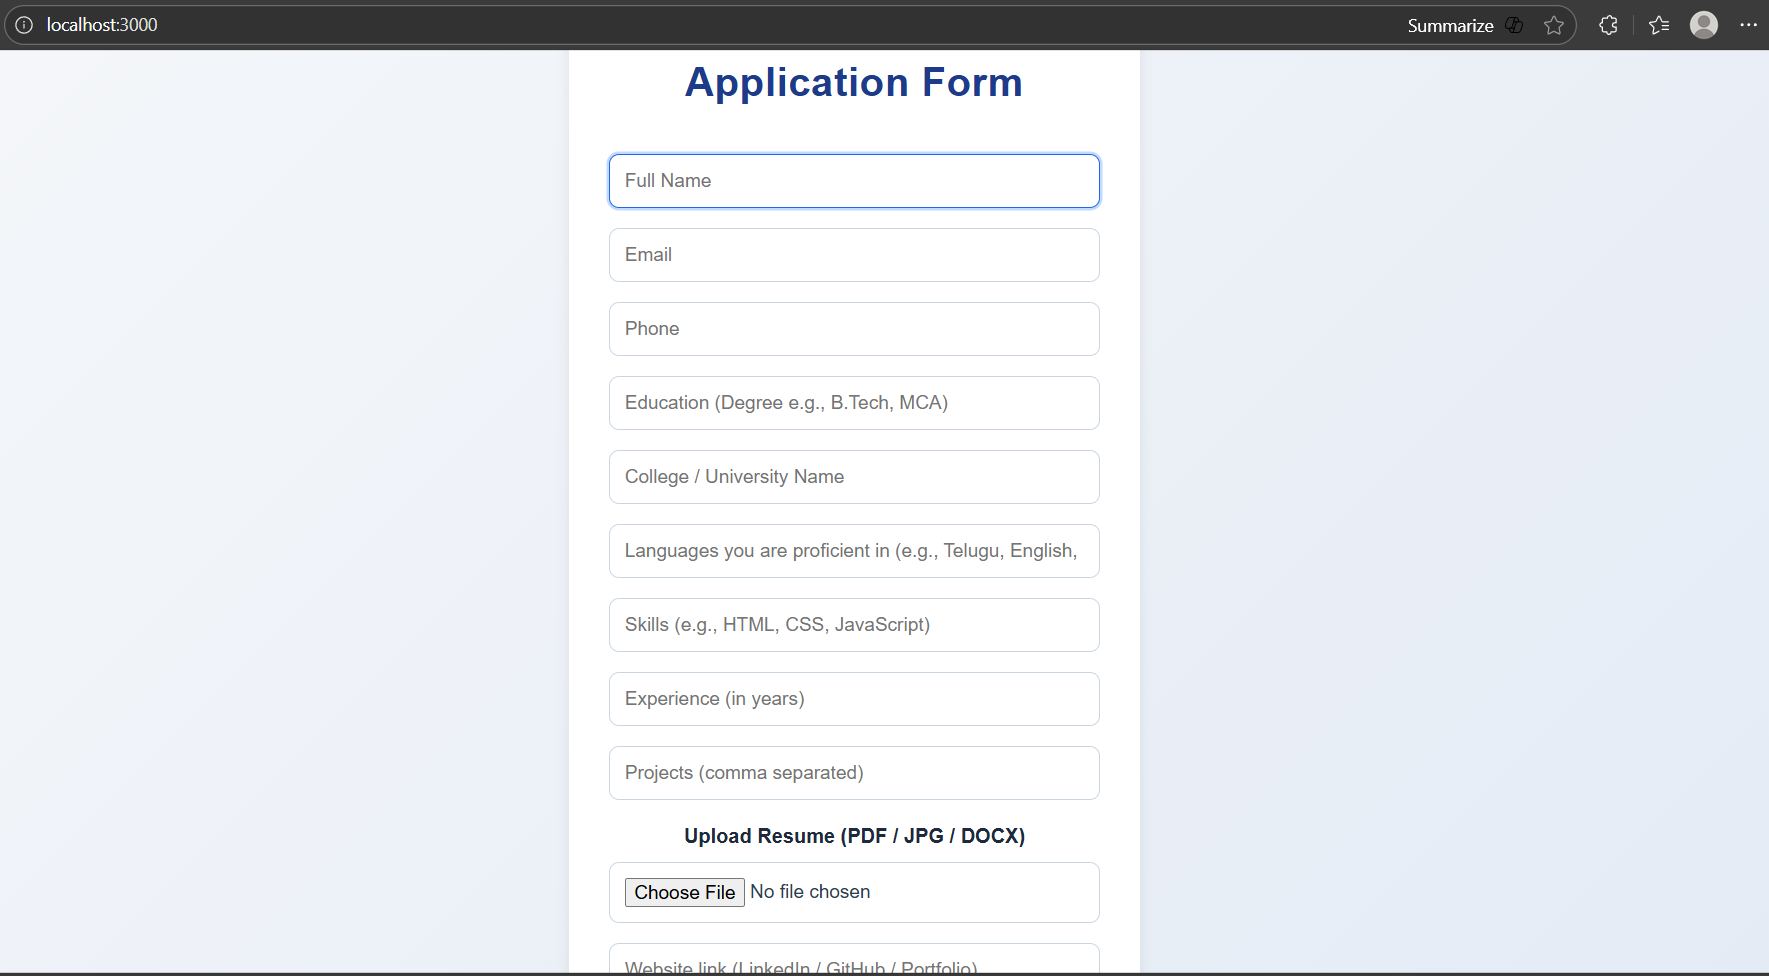 localhost:3000
Summarize
Application Form
Full Name
Email
Phone
Education (Degree e.g., B.Tech, MCA)
College / University Name
Languages you are proficient in (e.g., Telugu, English,
Skills (e.g., HTML, CSS, JavaScript)
Experience (in years)
Projects (comma separated)
Upload Resume (PDF / JPG / DOCX)
Choose File No file chosen
Website link (LinkedIn / GitHub / Portfolio)